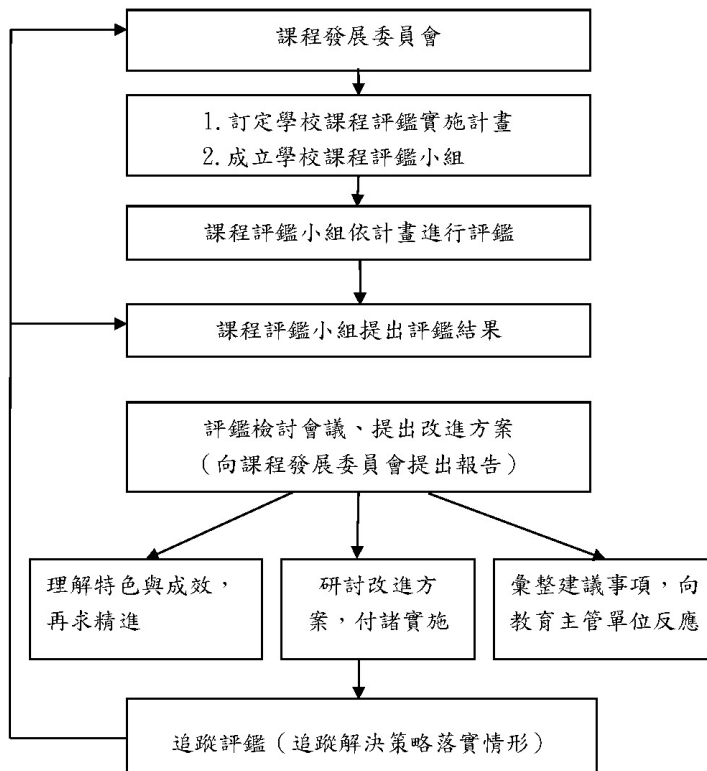 課程發展委員會
1.訂定學校課程評鑑實施計畫
2.成立學校課程評鑑小組
課程評鑑小組依計畫進行評鑑
課程評鑑小組提出評鑑結果
評鑑檢討會議、提出改進方案
（向課程發展委員會提出報告）
理解特色與成效，
再求精進
研討改進方
案，付諸實施
彙整建議事項，向
教育主管單位反應
追蹤評鑑（追蹤解決策略落實情形）